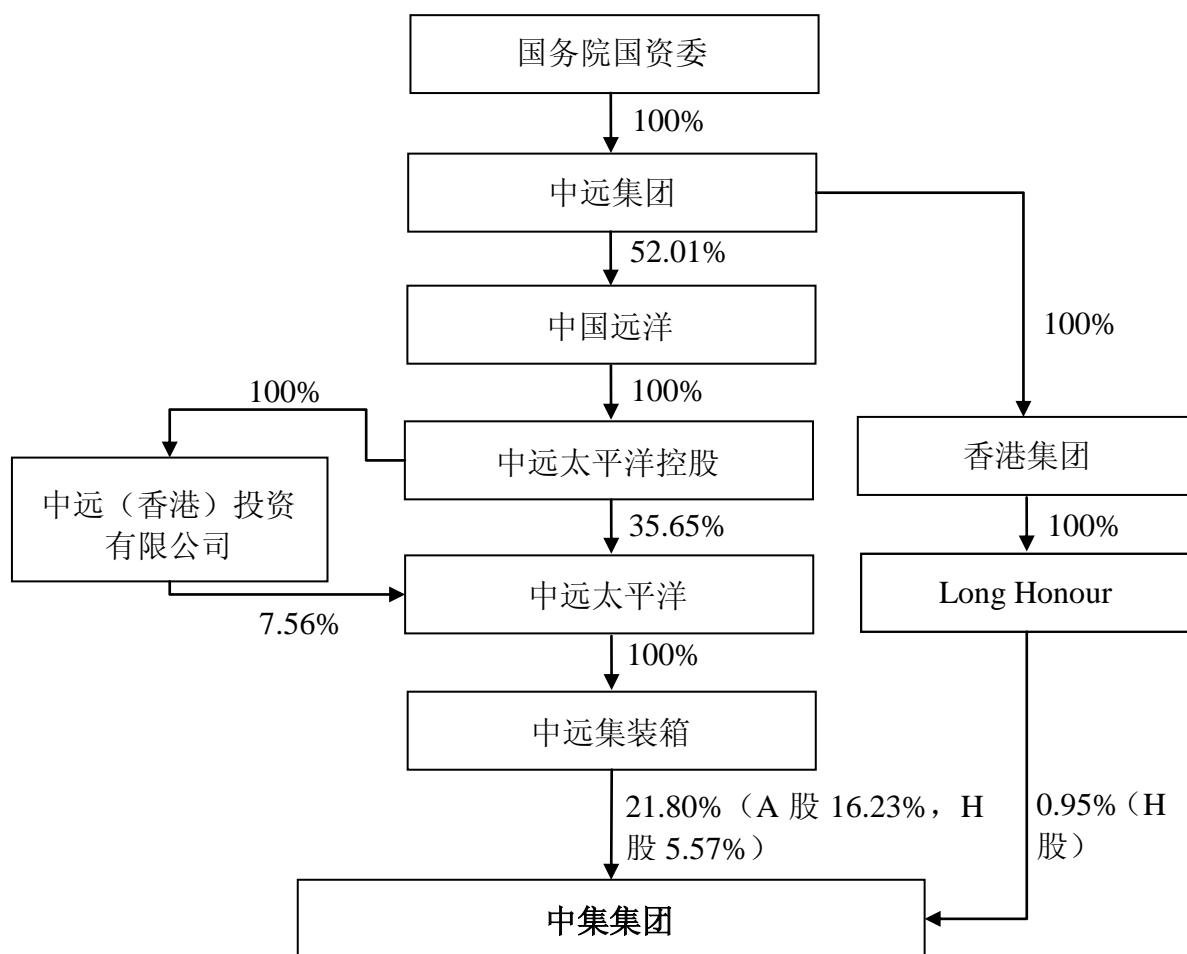 国务院国资委
100%
中远集团
52.01%
中国远洋
100%
100%
100%
中远太平洋控股
香港集团
中远（香港）投资
有限公司
35.65%
100%
中远太平洋
Long Honour
7.56%
100%
中远集装箱
21.80%（A 股 16.23%，H
股 5.57%）
0.95%（H
股）
中集集团